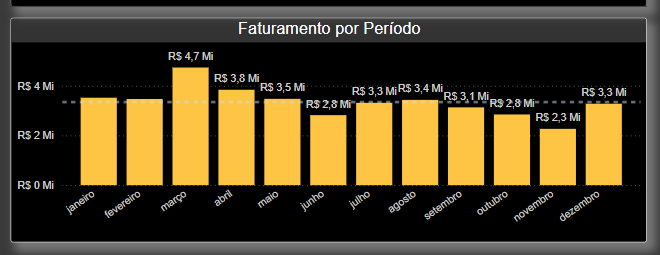 Faturamento por Período
R$ 4,7 Mi
R$ 3,8 Mi
R$ 3,5 Mi
R$ 2,8 Mi
R$ 3,3 Mi
R$ 3,4 Mi
R$ 3,1 Mi
R$ 2,8 Mi
R$ 2,3 Mi
R$ 3,3 Mi
R$ 4 Mi
R$ 2 Mi
R$ 0 Mi
janeiro
fevereiro
março
abril
maio
junho
julho
agosto
setembro
outubro
novembro
dezembro